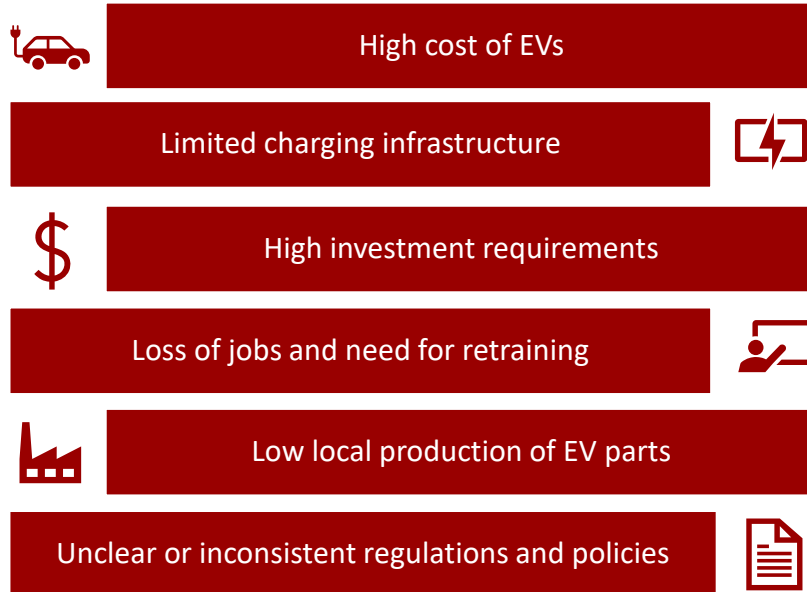 High cost of EVs
Limited charging infrastructure
$
High investment requirements
Loss of jobs and need for retraining
Low local production of EV parts
Unclear or inconsistent regulations and policies